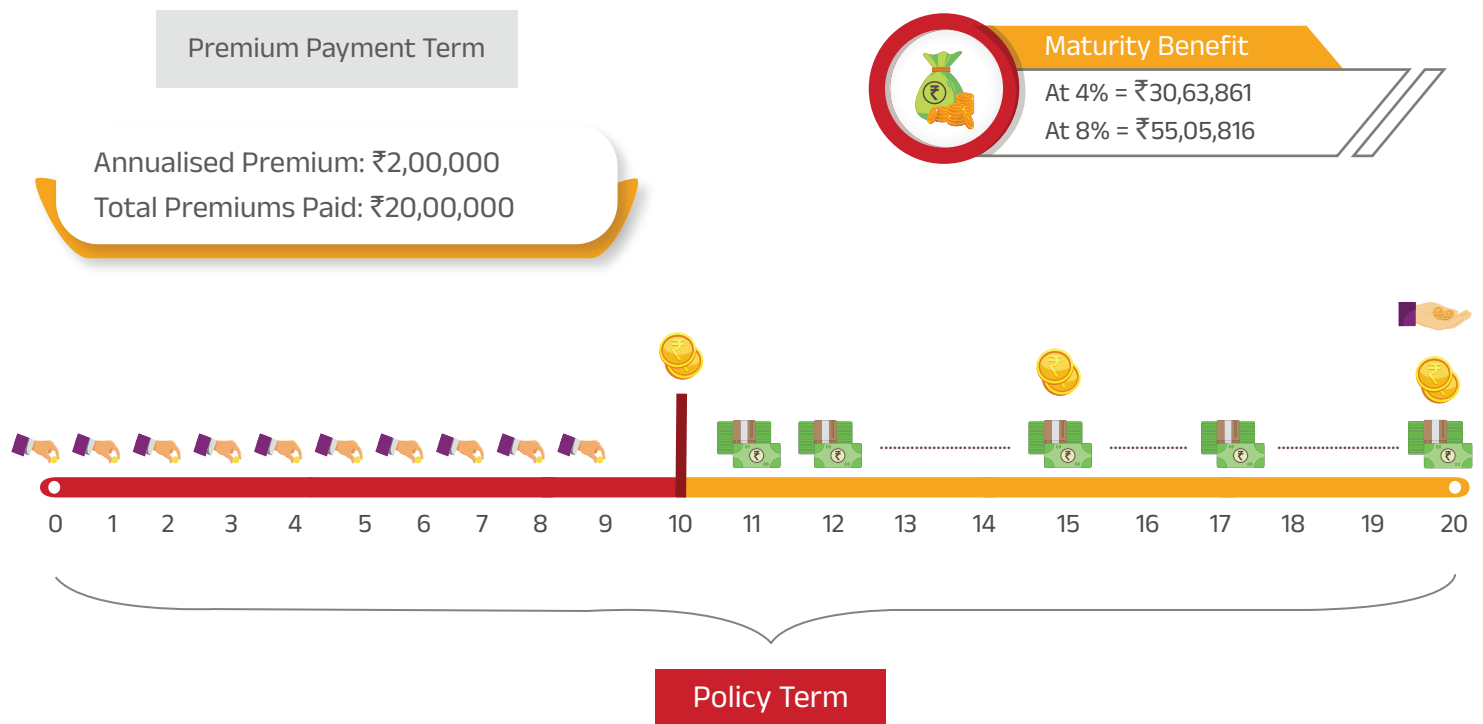 Premium Payment Term
Annualised Premium: ₹2,00,000
Total Premiums Paid: ₹20,00,000
Maturity Benefit
At 4% = ₹30,63,861
At 8% = ₹55,05,816
0 1 2 3 4 5 6 7 8 9 10 11 12 13 14 15 16 17 18 19 20
Policy Term